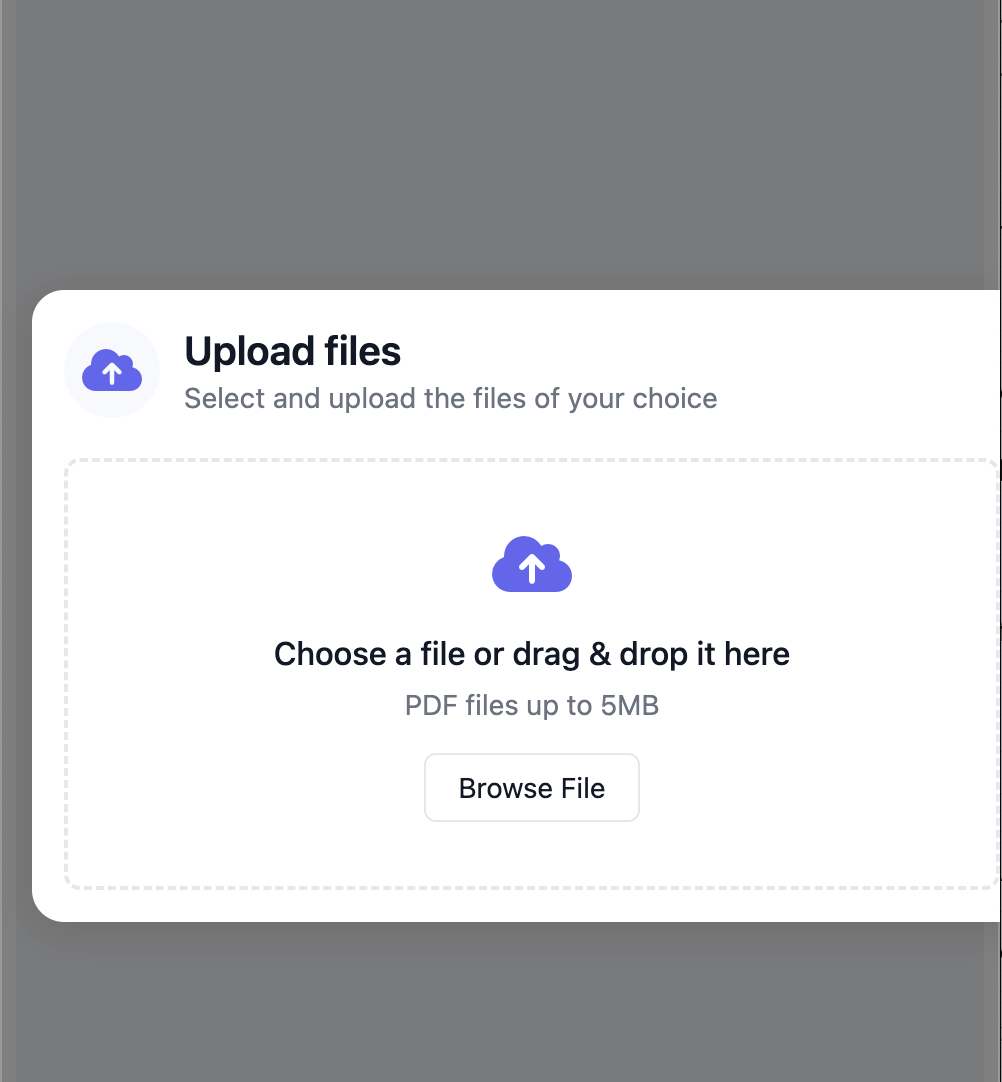 Upload files
Select and upload the files of your choice
Choose a file or drag & drop it here
PDF files up to 5MB
Browse File